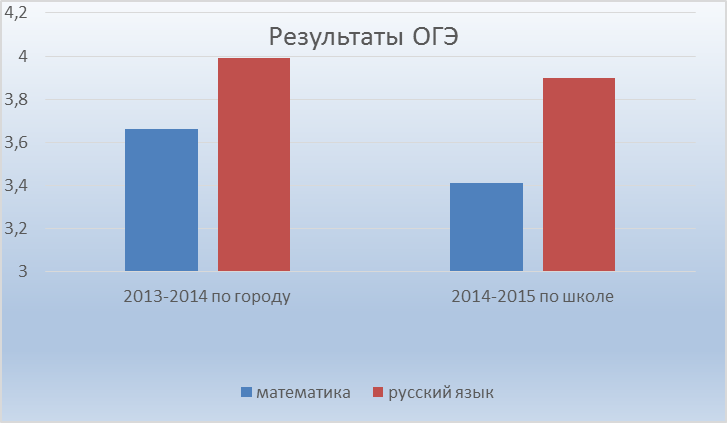 Результаты ОГЭ
4,2
4
3,8
3,6
3,4
3,2
3
2013-2014 по городу
2014-2015 по школе
математика
русский язык